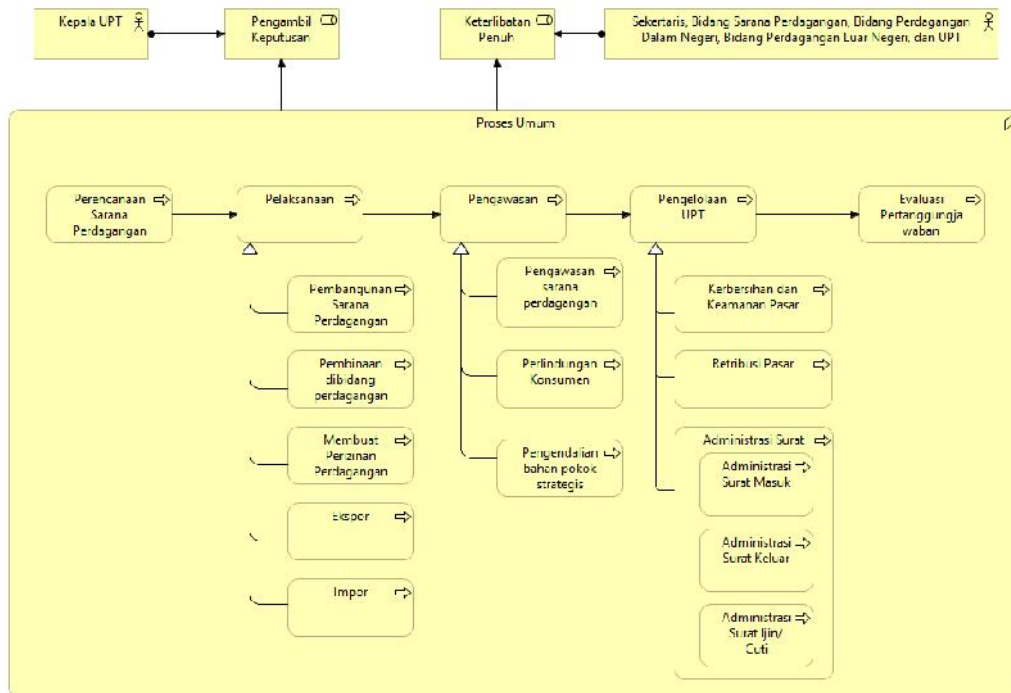 Kepala UPT
Pengambil
Keputusan
Keterlibatan
Penuh
Sekertaris, Bidang Sarana Perdagangan, Bidang Perdagangan
Dalam Negeri, Bidang Perdagangan Luar Negeri, dan UPT
Proses Umum
Perencanaan
Sarana
Perdagangan
Pelaksanaan
Pengawasan
Pengelolaan
UPT
Evaluasi
Pertanggungja
waban
Pembangunan
Sarana
Perdagangan
Pembinaan
dibidang
perdagangan
Membuat
Perizinan
Perdagangan
Ekspor
Impor
Pengawasan
sarana
perdagangan
Perlindungan
Konsumen
Pengendalian
bahan pokok
strategis
Kerbersihan dan
Keamanan Pasar
Retribusi Pasar
Administrasi Surat
Administrasi
Surat Masuk
Administrasi
Surat Keluar
Administrasi
Surat Ijin/
Cuti